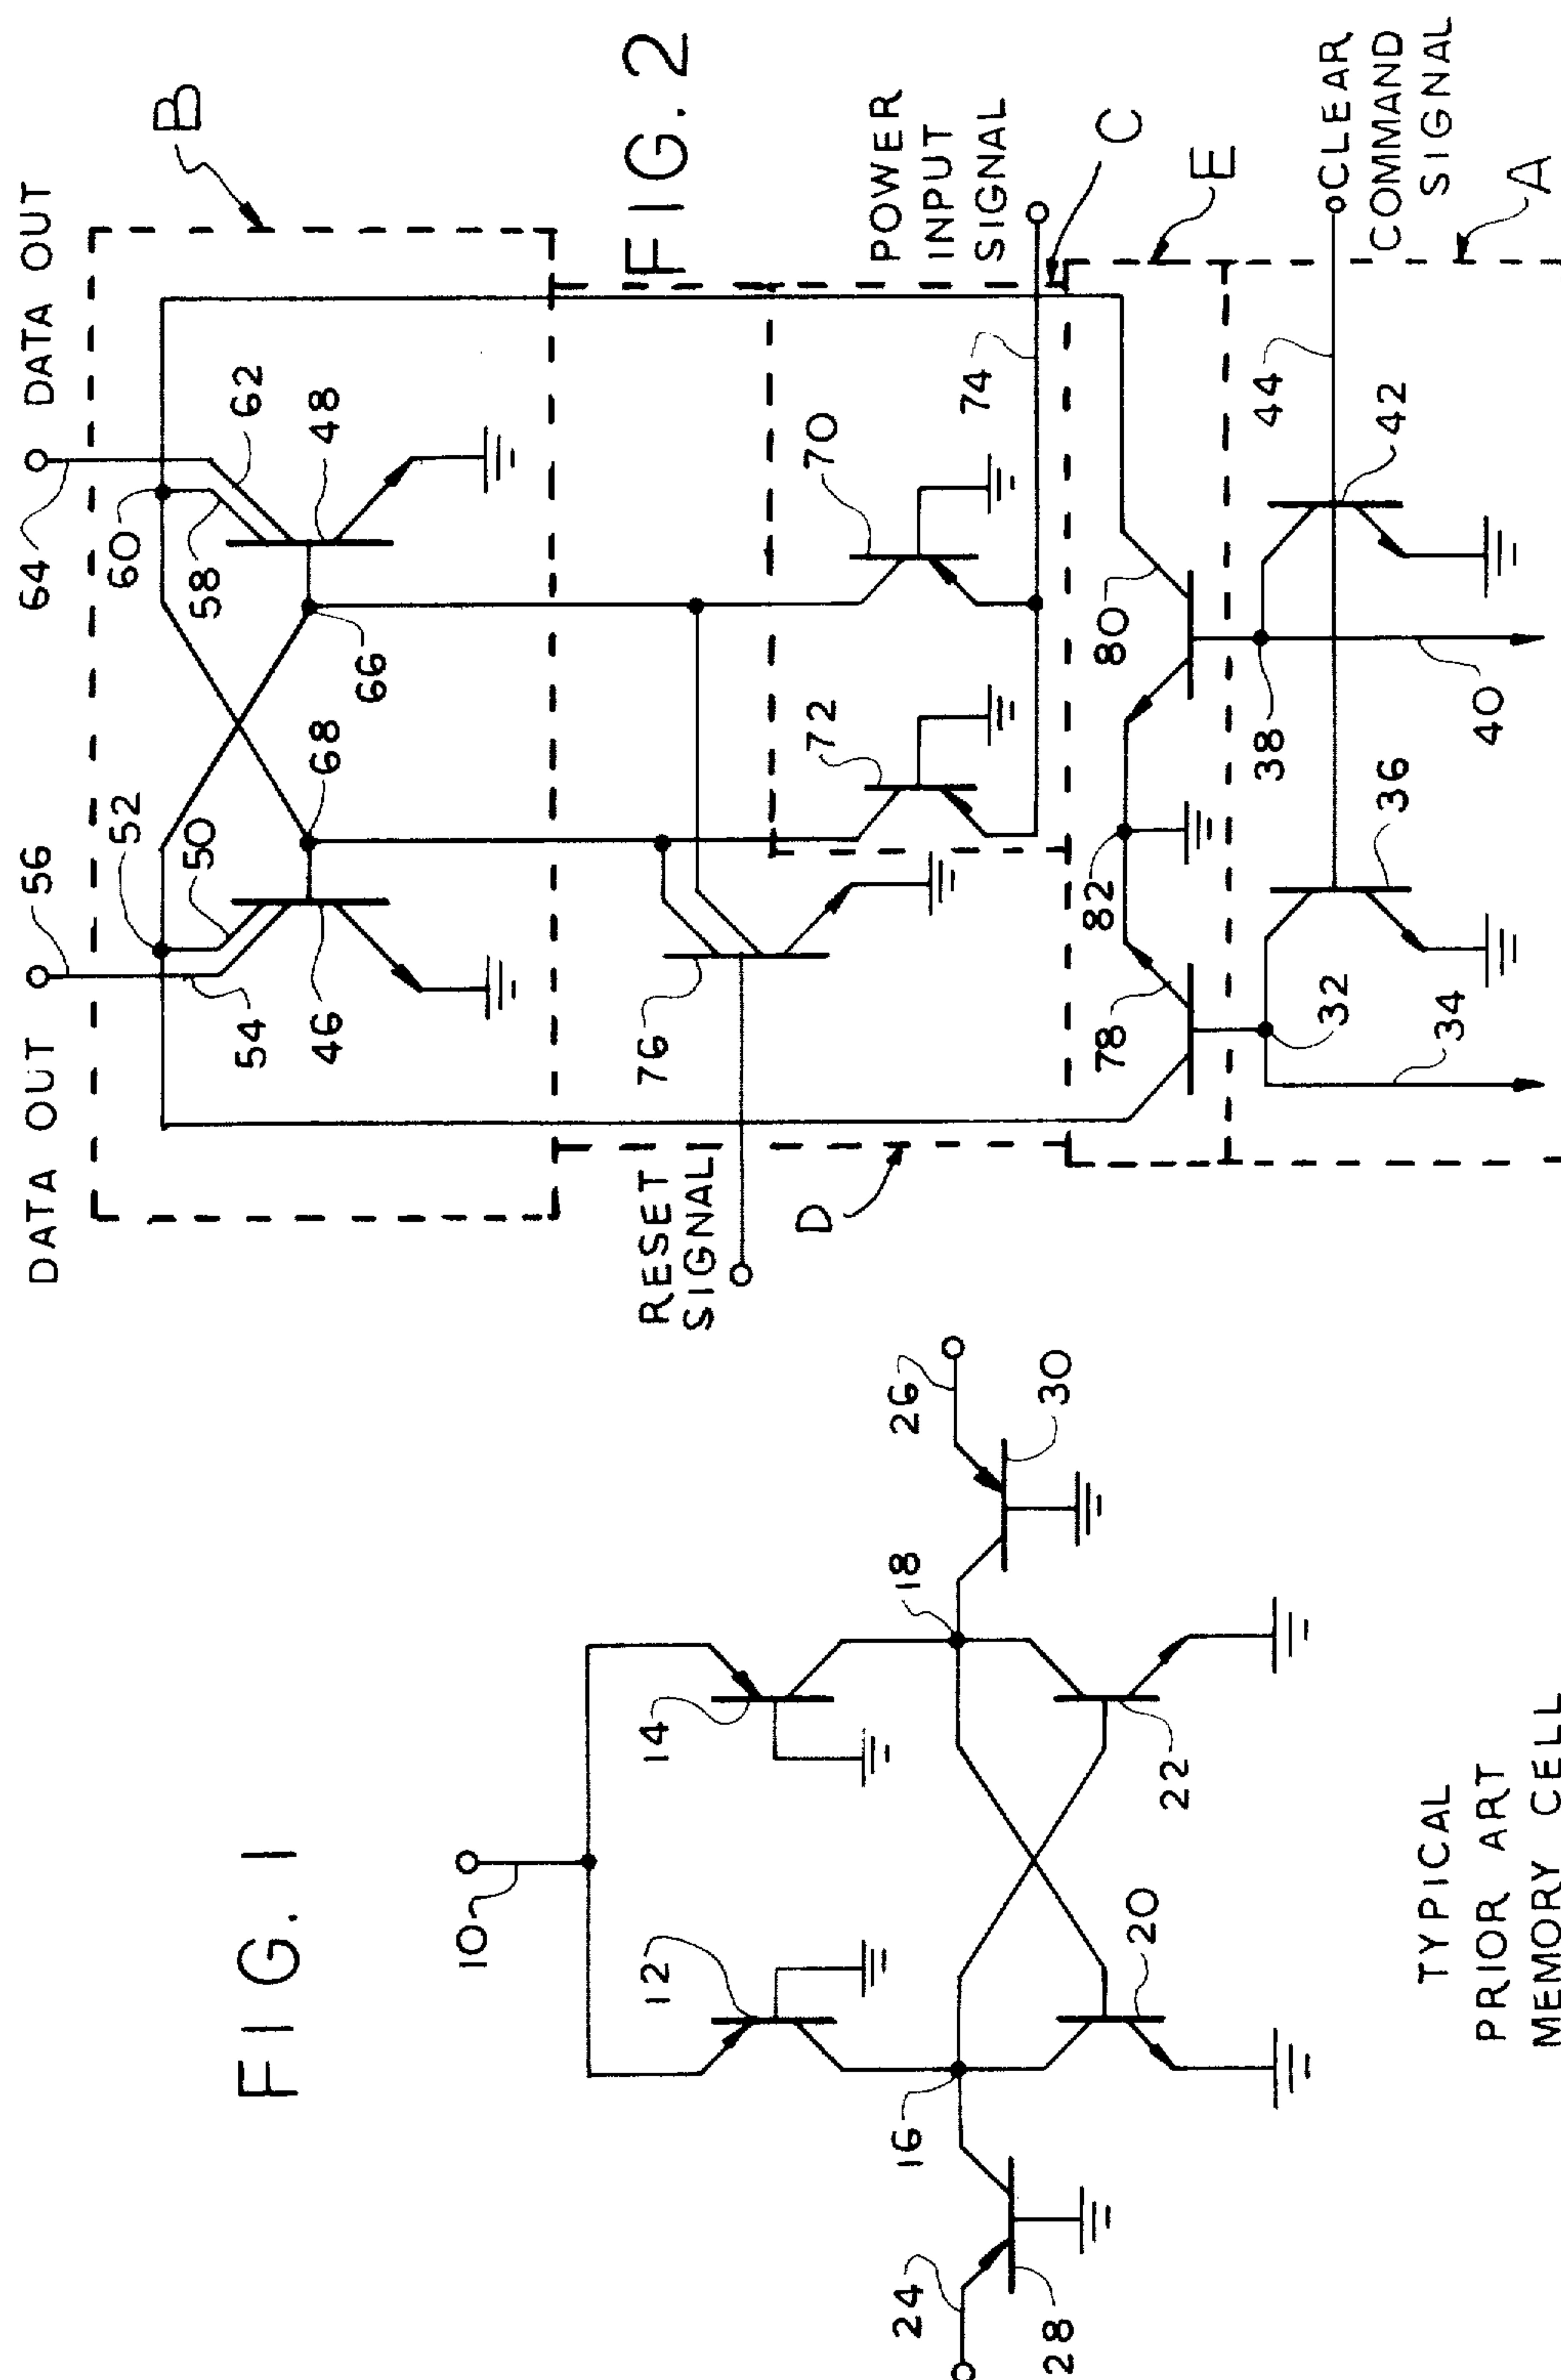 FIG. 1
10
12
14
16
18
20
22
24
26
28
30
TYPICAL
PRIOR ART
MEMORY CELL
FIG. 2
DATA OUT
56
64
DATA OUT
B
52
50
54
46
60
58
62
48
68
66
RESET
SIGNAL
76
72
70
74
POWER
INPUT
SIGNAL
C
D
78
82
80
E
32
34
36
38
40
42
44
CLEAR
COMMAND
SIGNAL
A